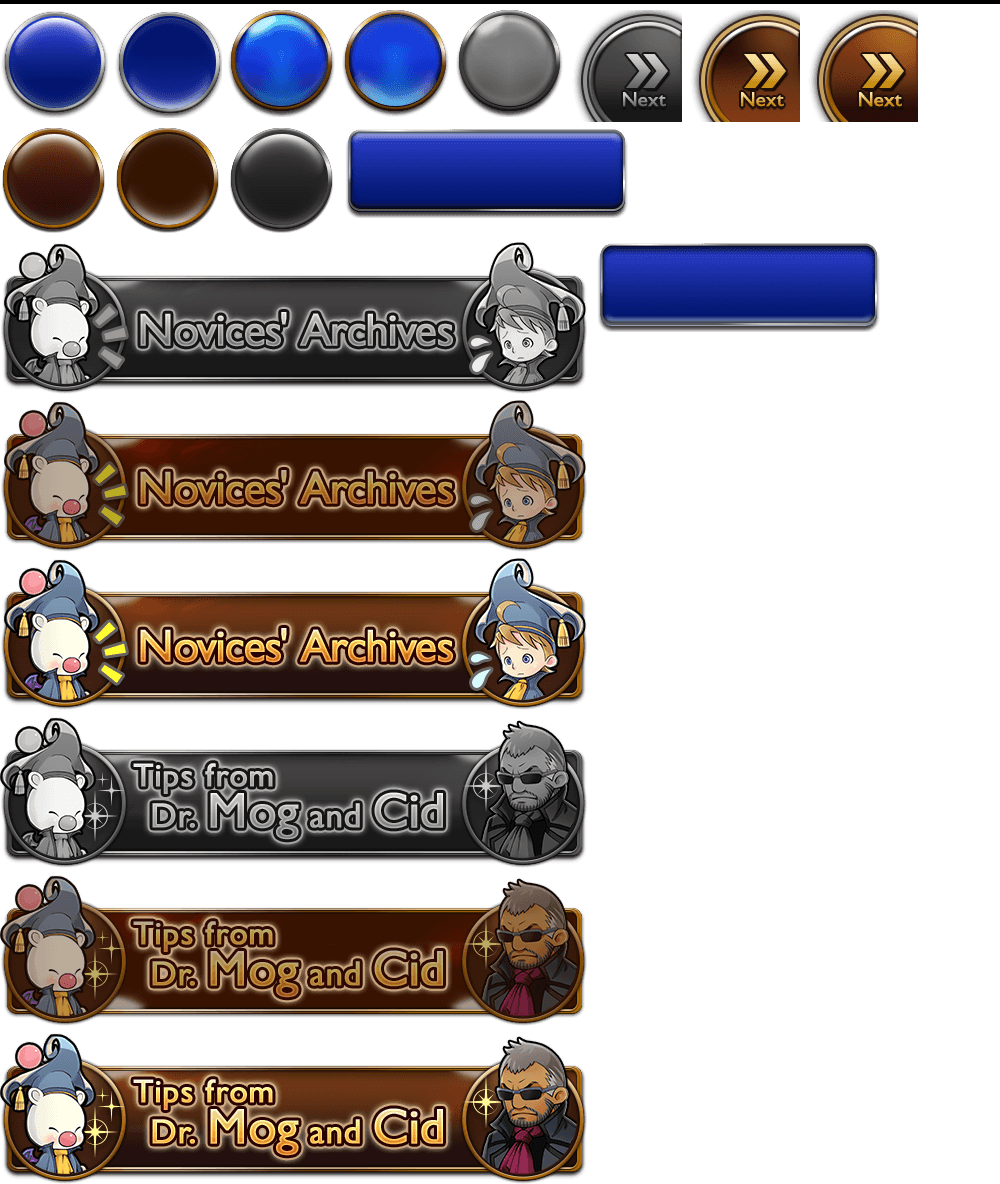 Next
Next
Next
Novices' Archives
Novices' Archives
Novices' Archives
Tips from
Dr. Mog and Cid
Tips from
Dr. Mog and Cid
Tips from
Dr. Mog and Cid